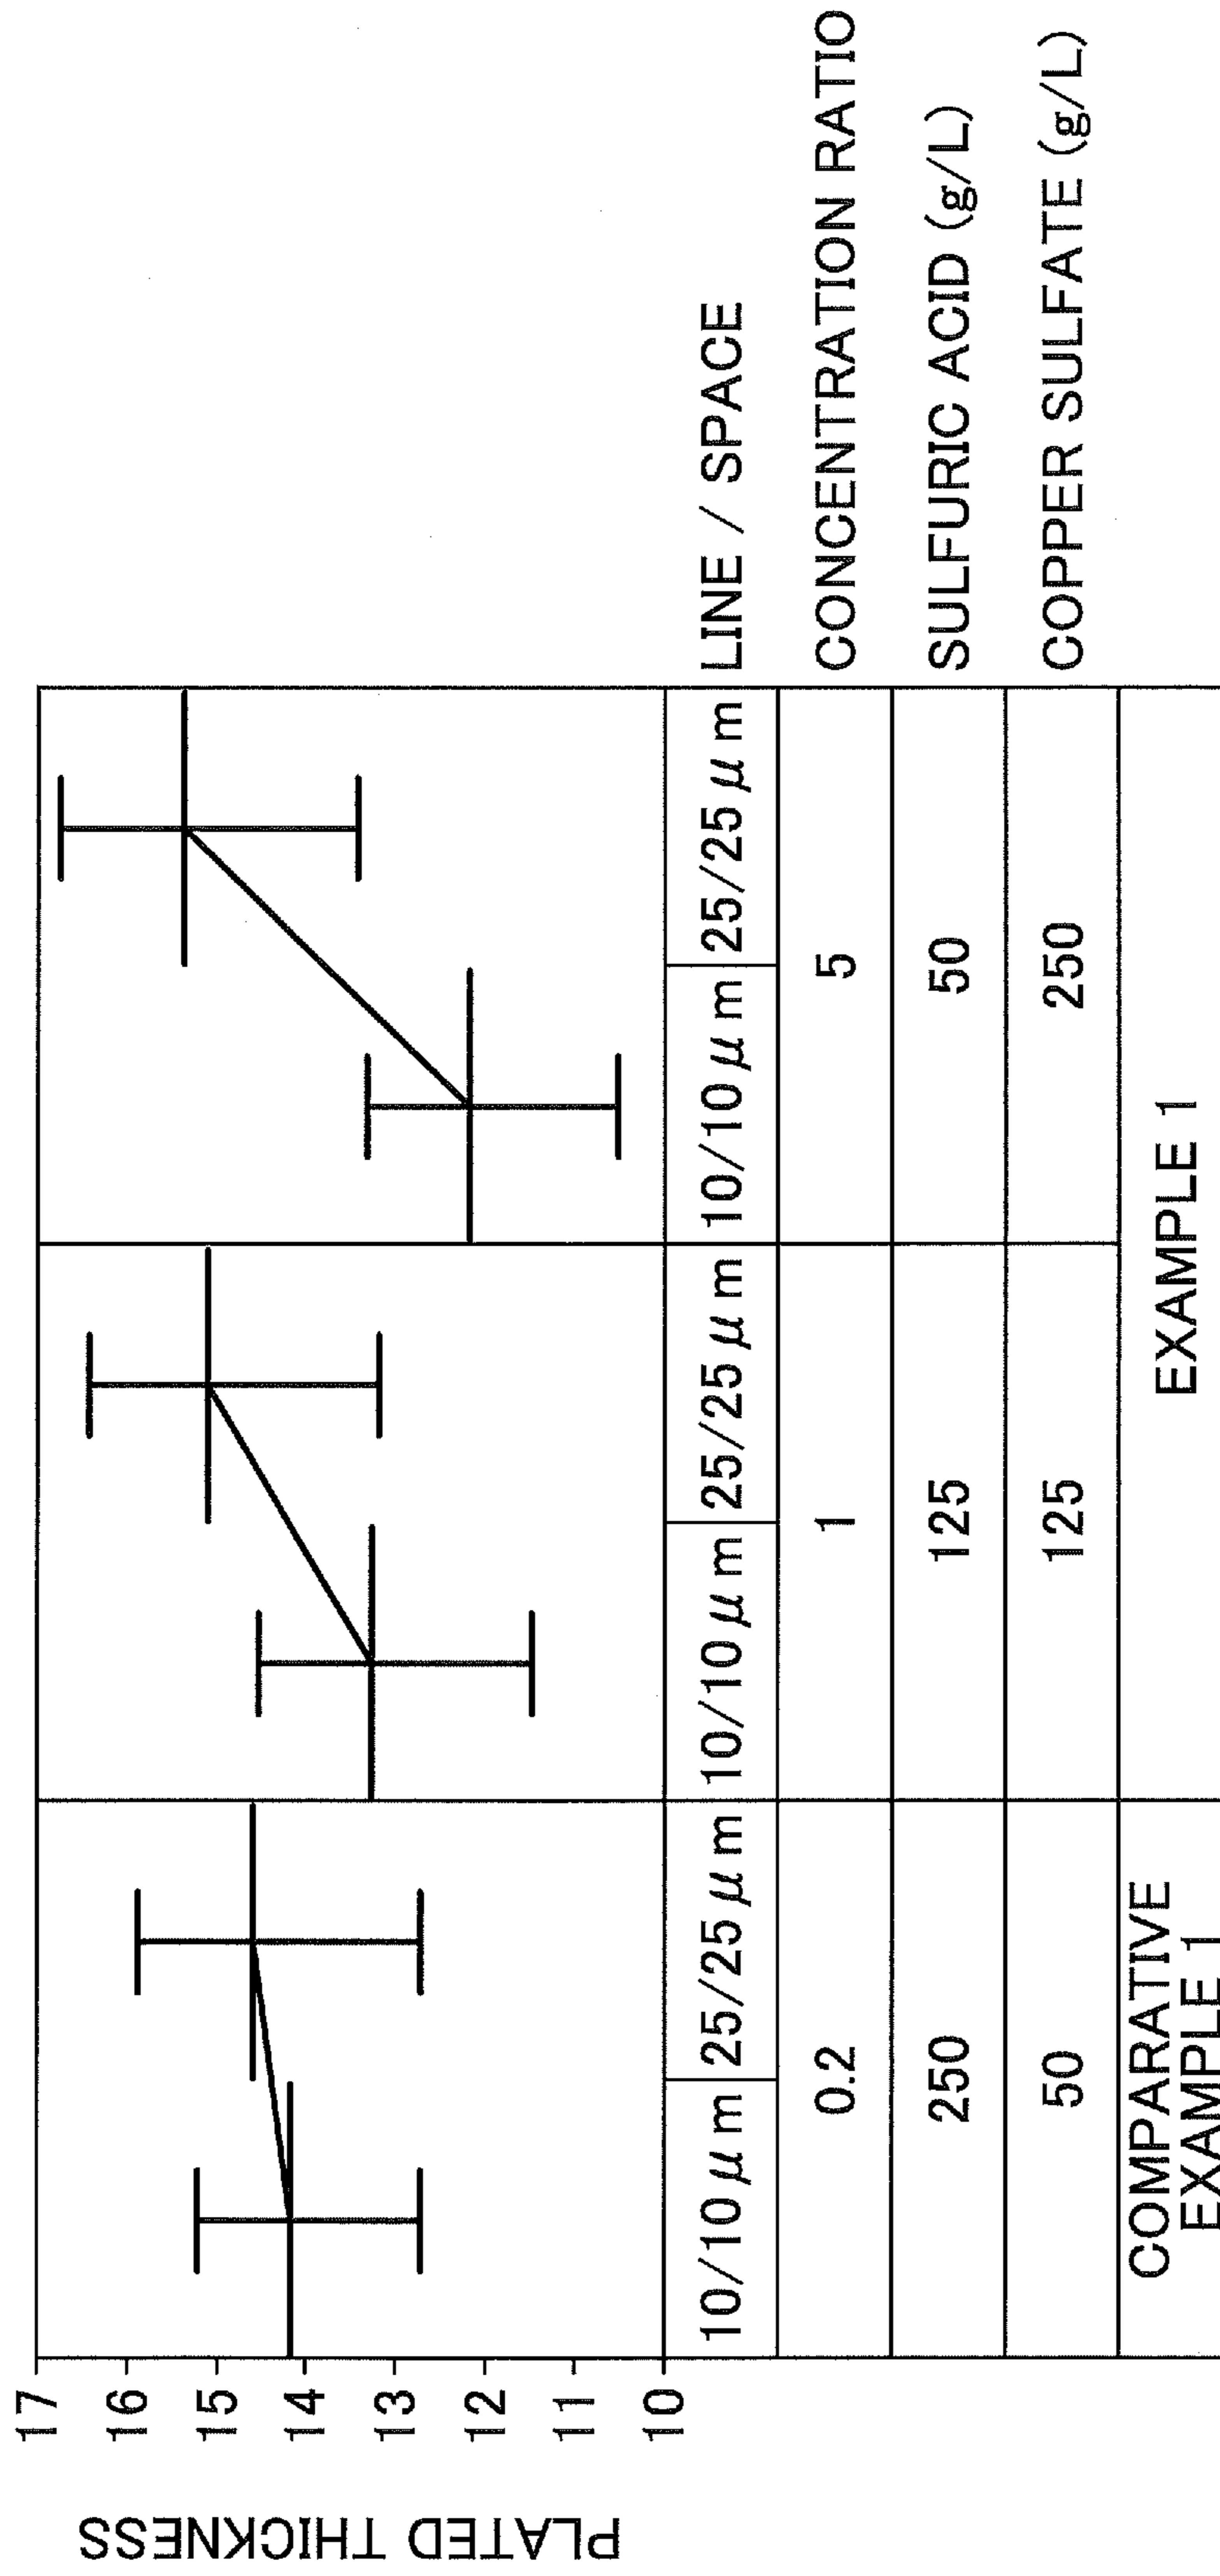 PLATED THICKNESS
17
16
15
14
13
12
11
10
10/10μm 25/25μm 10/10μm 25/25μm 10/10μm 25/25μm LINE / SPACE
0.2 1 5 CONCENTRATION RATIO
250 125 50 SULFURIC ACID (g/L)
50 125 250 COPPER SULFATE (g/L)
COMPARATIVE
EXAMPLE 1
EXAMPLE 1